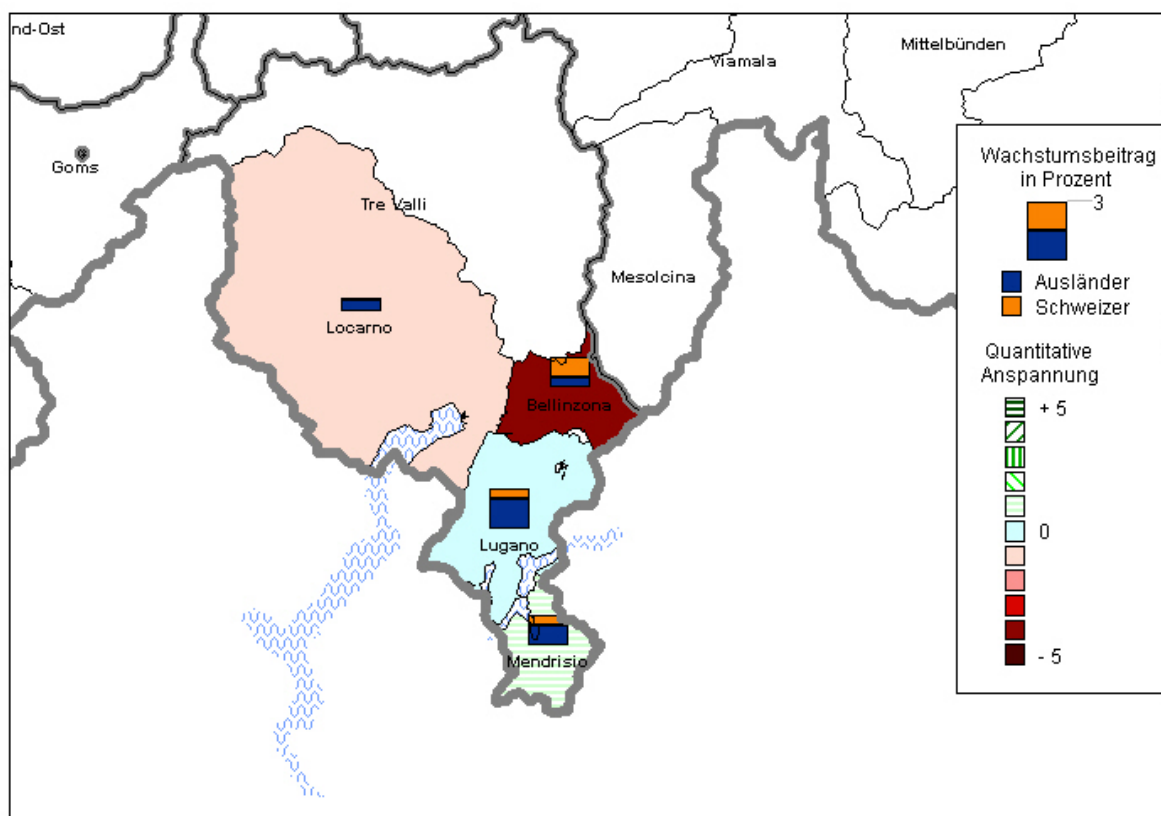 nd-Ost
Mittelbünden
Viamala
Goms
Tre Valli
Mesolcina
Locarno
Bellinzona
Lugano
Mendrisio
Wachstumsbeitrag
in Prozent
3
Ausländer
Schweizer
Quantitative
Anspannung
+ 5
0
- 5